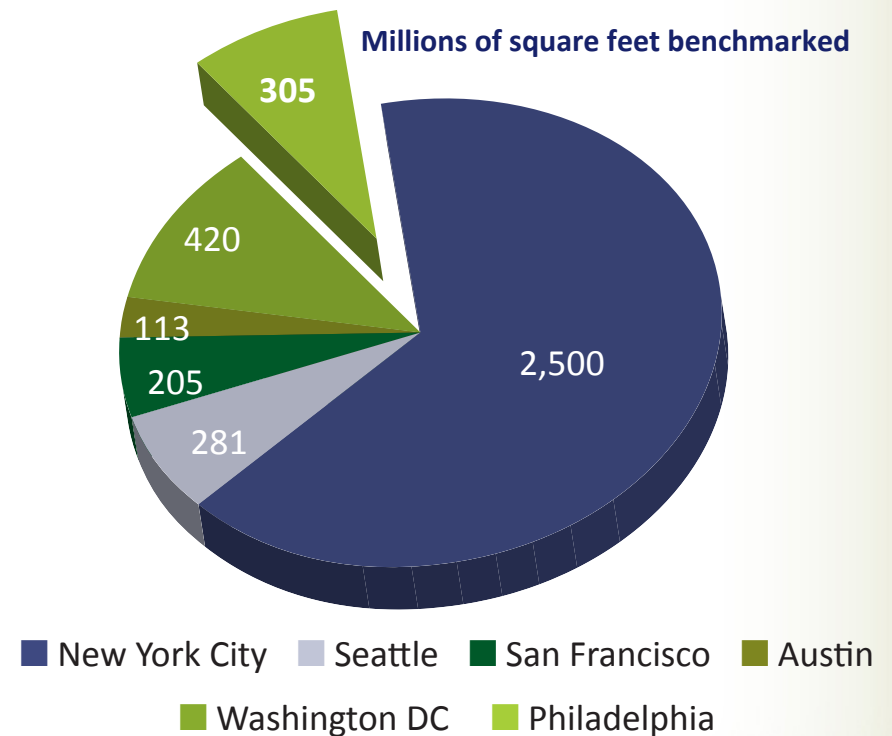 Millions of square feet benchmarked
305
420
113
205
281
2,500
New York City Seattle San Francisco Austin
Washington DC Philadelphia